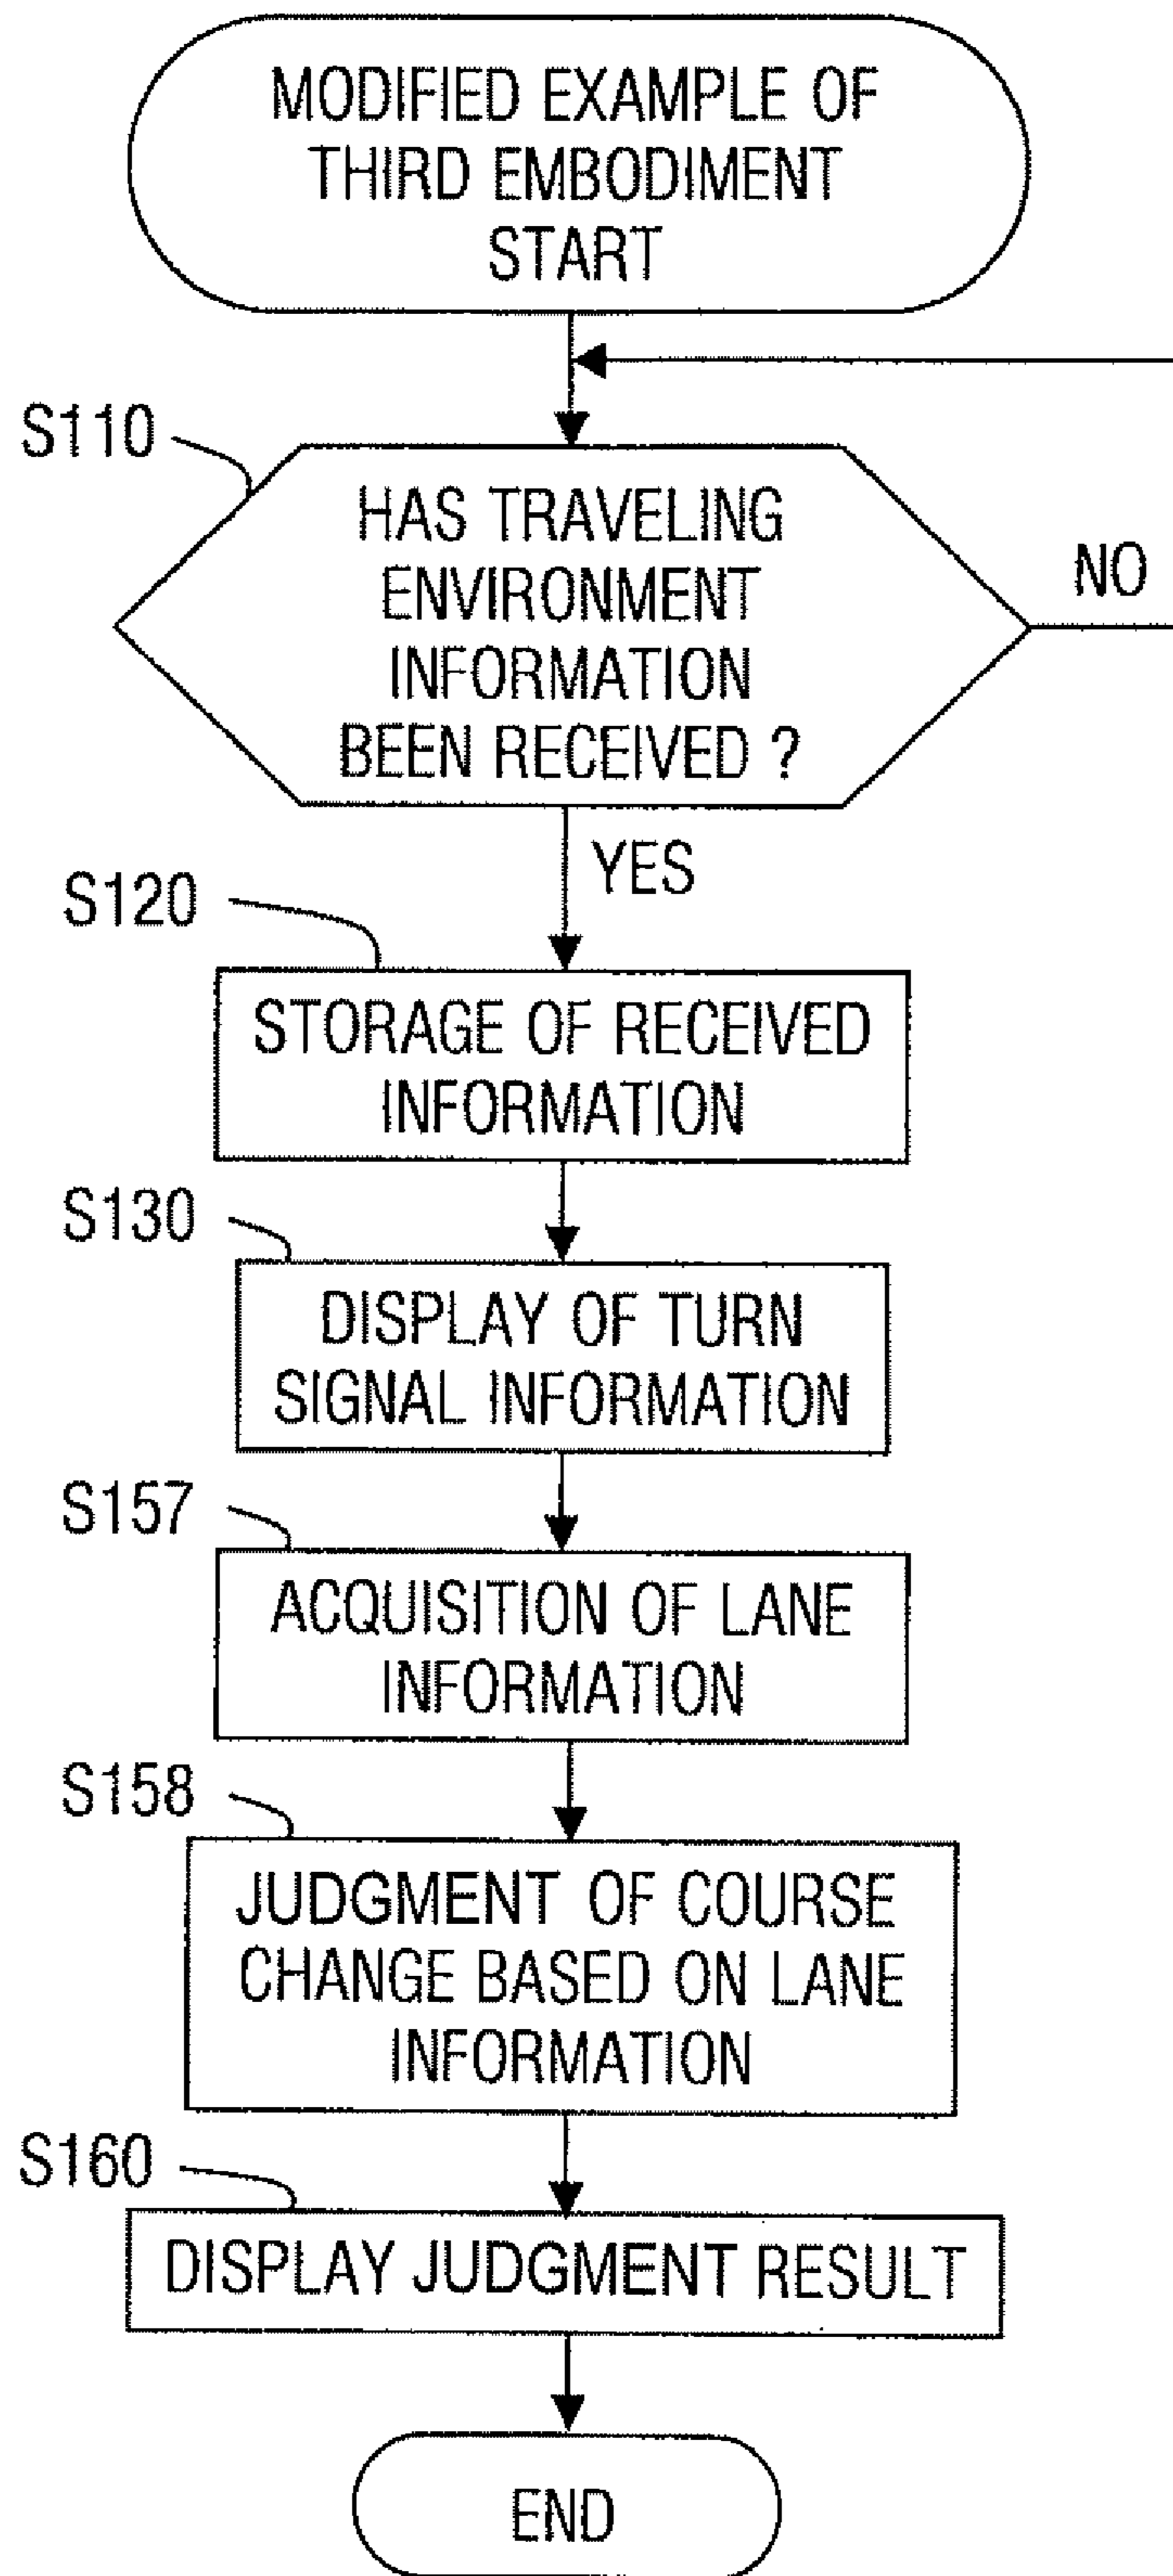 MODIFIED EXAMPLE OF
THIRD EMBODIMENT
START
S110
HAS TRAVELING
ENVIRONMENT
INFORMATION
BEEN RECEIVED ?
NO
YES
S120
STORAGE OF RECEIVED
INFORMATION
S130
DISPLAY OF TURN
SIGNAL INFORMATION
S157
ACQUISITION OF LANE
INFORMATION
S158
JUDGMENT OF COURSE
CHANGE BASED ON LANE
INFORMATION
S160
DISPLAY JUDGMENT RESULT
END